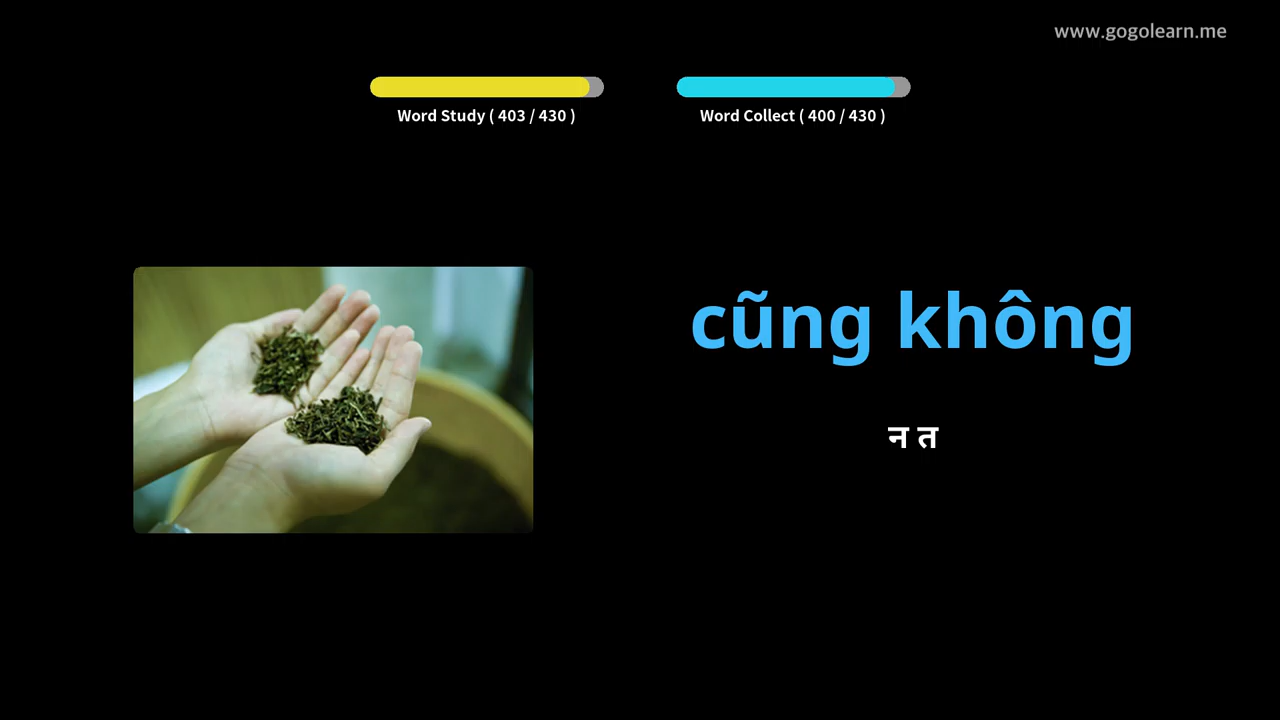 www.gogolearn.me
Word Study ( 403 / 430 )
Word Collect ( 400 / 430 )
cũng không
न त